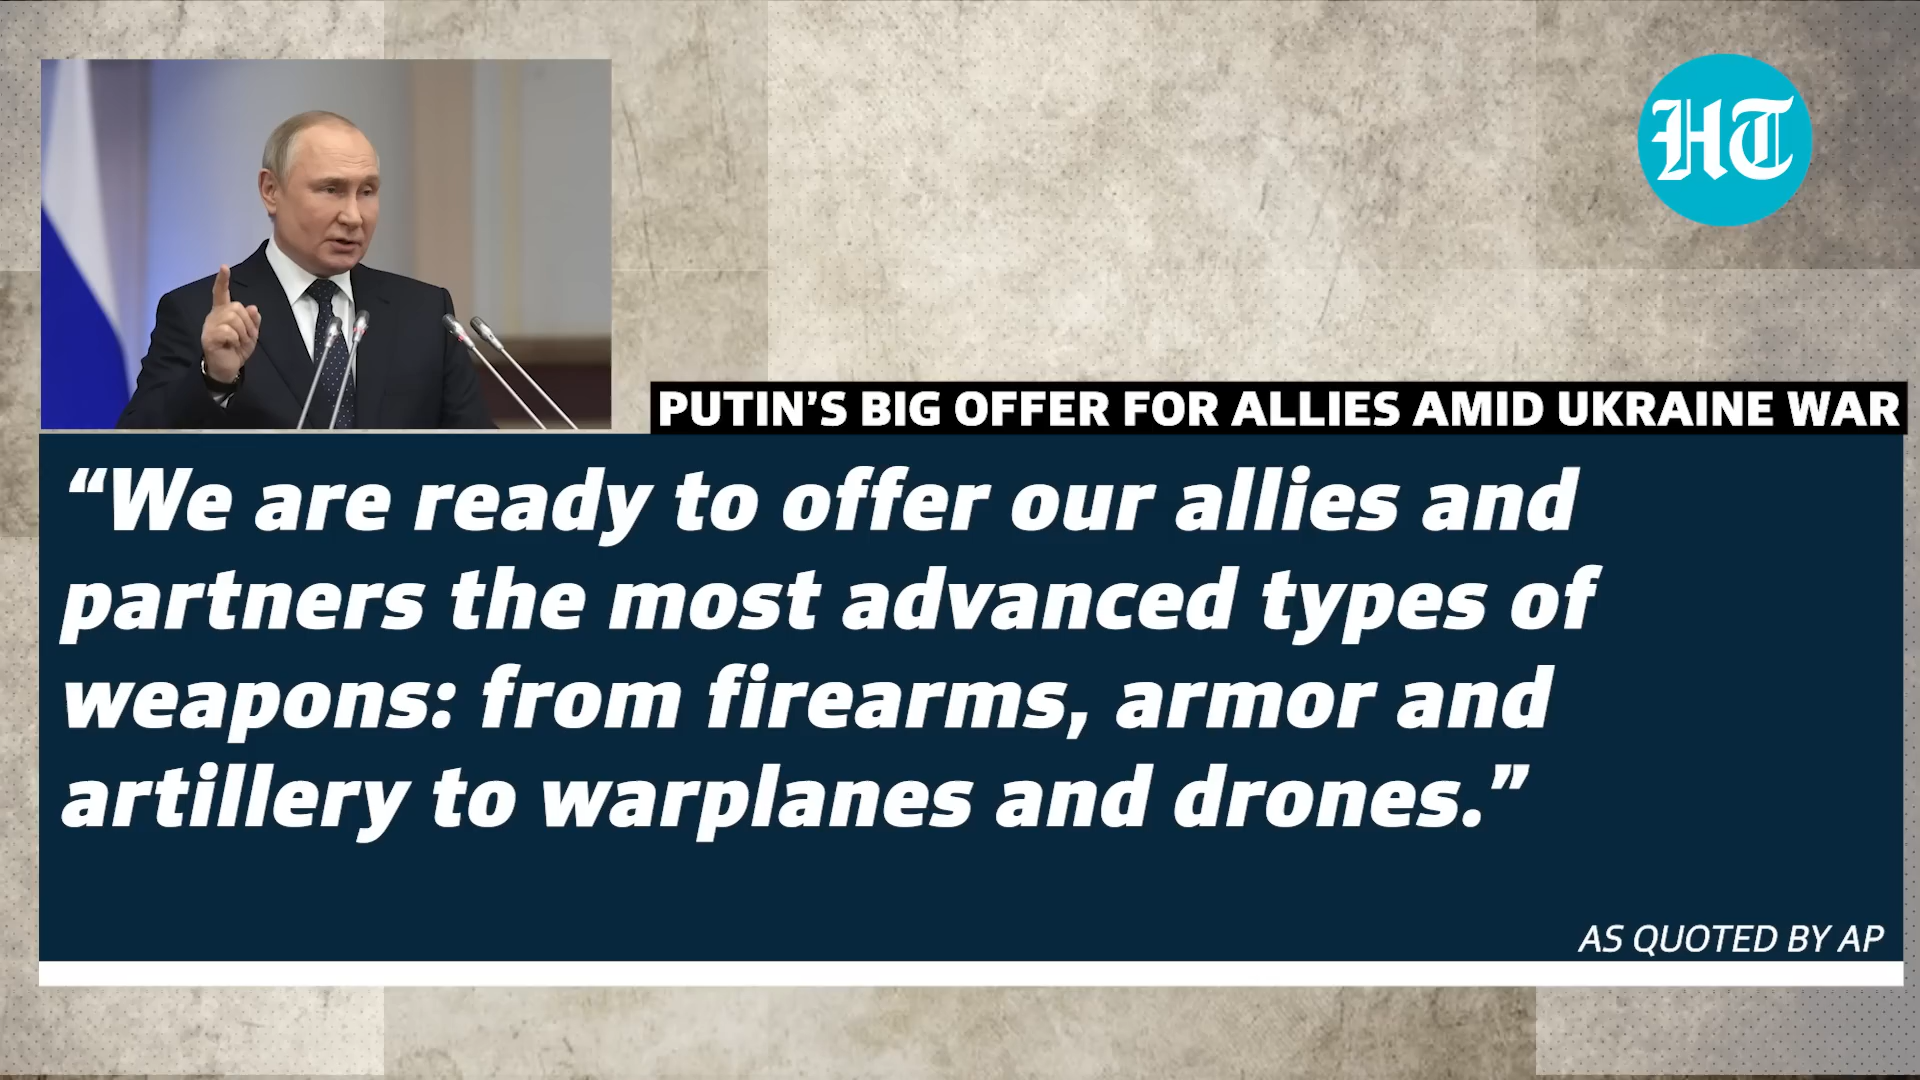 HT
PUTIN'S BIG OFFER FOR ALLIES AMID UKRAINE WAR
“We are ready to offer our allies and
partners the most advanced types of
weapons: from firearms, armor and
artillery to warplanes and drones.”
AS QUOTED BY AP